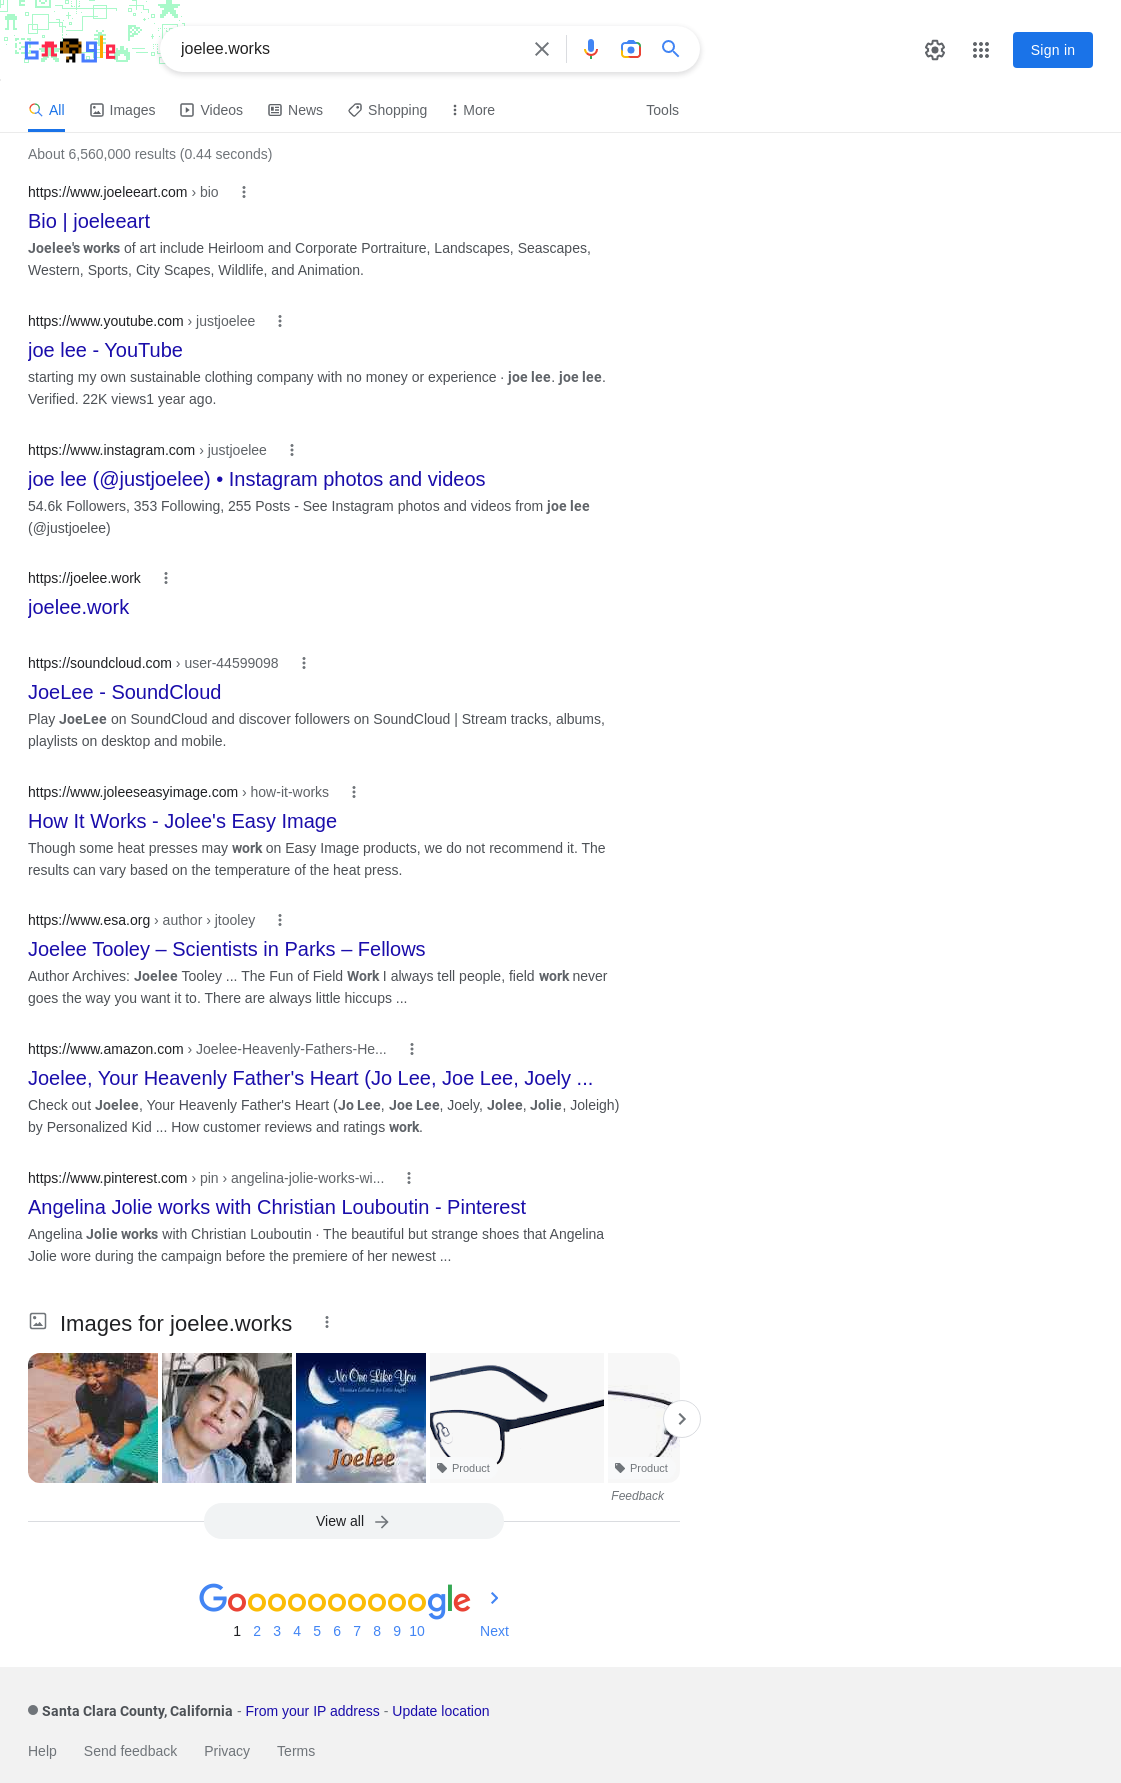 Google
joelee.works
Sign in
All Images Videos News Shopping More Tools
About 6,560,000 results (0.44 seconds)
https://www.joeleeart.com › bio
Bio | joeleeart
Joelee's works of art include Heirloom and Corporate Portraiture, Landscapes, Seascapes,
Western, Sports, City Scapes, Wildlife, and Animation.
https://www.youtube.com › justjoelee
joe lee - YouTube
starting my own sustainable clothing company with no money or experience · joe lee. joe lee.
Verified. 22K views1 year ago.
https://www.instagram.com › justjoelee
joe lee (@justjoelee) • Instagram photos and videos
54.6k Followers, 353 Following, 255 Posts - See Instagram photos and videos from joe lee
(@justjoelee)
https://joelee.work
joelee.work
https://soundcloud.com › user-44599098
JoeLee - SoundCloud
Play JoeLee on SoundCloud and discover followers on SoundCloud | Stream tracks, albums,
playlists on desktop and mobile.
https://www.joleeseasyimage.com › how-it-works
How It Works - Jolee's Easy Image
Though some heat presses may work on Easy Image products, we do not recommend it. The
results can vary based on the temperature of the heat press.
https://www.esa.org › author › jtooley
Joelee Tooley – Scientists in Parks – Fellows
Author Archives: Joelee Tooley ... The Fun of Field Work I always tell people, field work never
goes the way you want it to. There are always little hiccups ...
https://www.amazon.com › Joelee-Heavenly-Fathers-He...
Joelee, Your Heavenly Father's Heart (Jo Lee, Joe Lee, Joely ...
Check out Joelee, Your Heavenly Father's Heart (Jo Lee, Joe Lee, Joely, Jolee, Jolie, Joleigh)
by Personalized Kid ... How customer reviews and ratings work.
https://www.pinterest.com › pin › angelina-jolie-works-wi...
Angelina Jolie works with Christian Louboutin - Pinterest
Angelina Jolie works with Christian Louboutin · The beautiful but strange shoes that Angelina
Jolie wore during the campaign before the premiere of her newest ...
Images for joelee.works
No One Like You
Christian Lullabies for Little Angels
Joelee
Product Product
Feedback
View all
Goooooooooogle
1 2 3 4 5 6 7 8 9 10 Next
Santa Clara County, California - From your IP address - Update location
Help Send feedback Privacy Terms